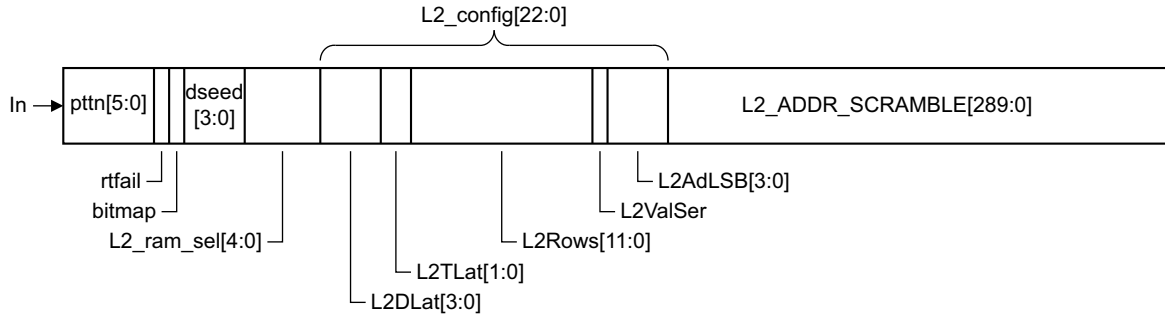 L2_config[22:0]
In
pttn[5:0]
dseed
[3:0]
L2_ADDR_SCRAMBLE[289:0]
rtfail
bitmap
L2_ram_sel[4:0]
L2AdLSB[3:0]
L2ValSer
L2Rows[11:0]
L2TLat[1:0]
L2DLat[3:0]